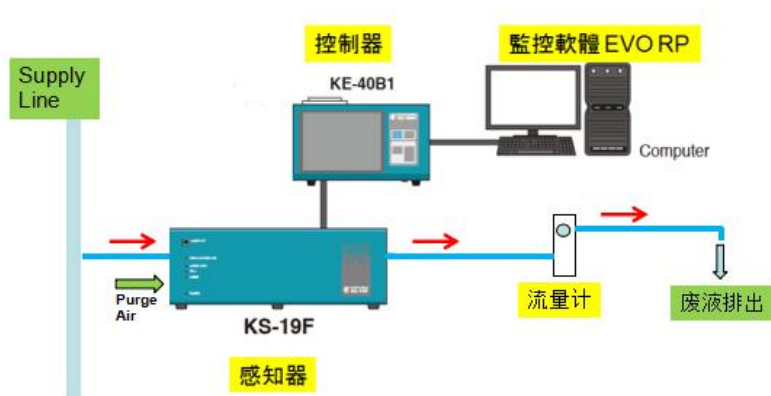 控制器
監控軟體 EVO RP
Supply
Line
KE-40B1
Computer
Purge
Air
KS-19F
流量计
废液排出
感知器